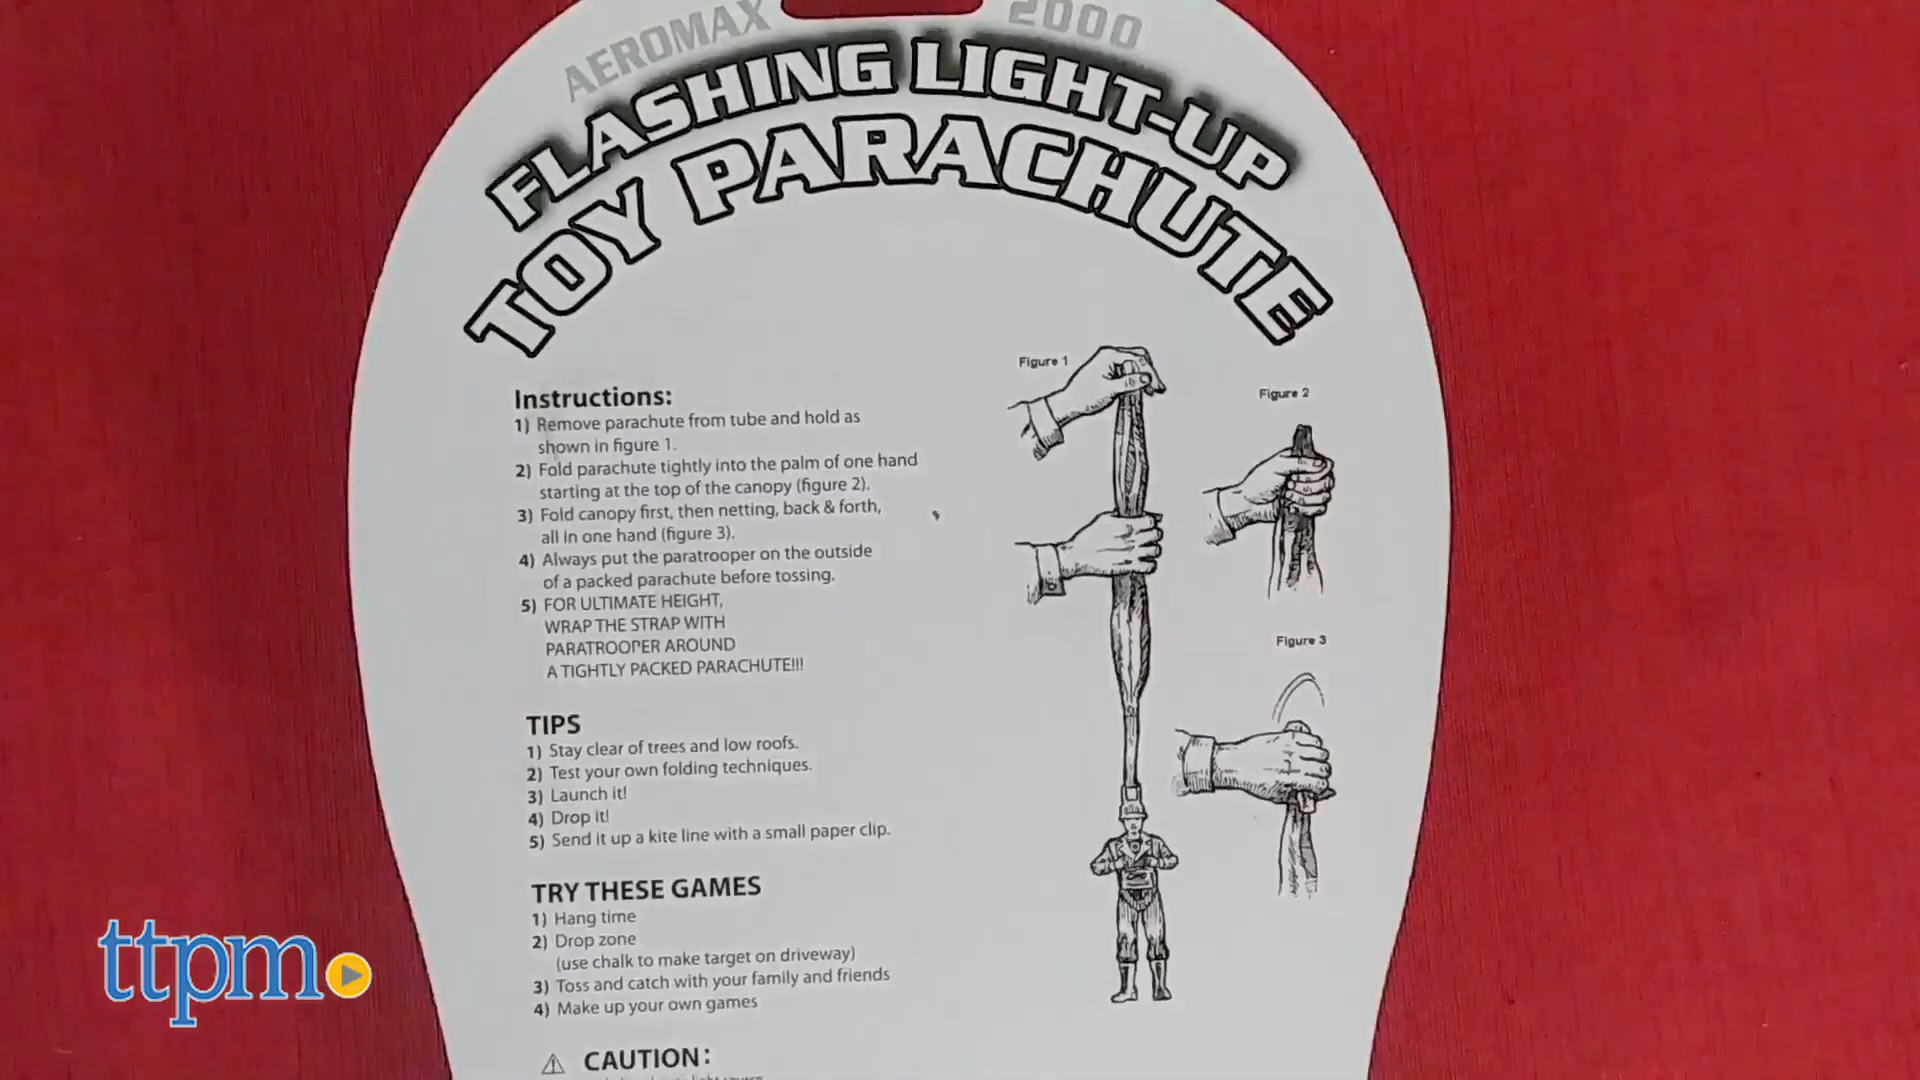 AEROMAX 2000
FLASHING LIGHT-UP
TOY PARACHUTE
Figure 1
Figure 2
Figure 3
Instructions:
1) Remove parachute from tube and hold as
shown in figure 1.
2) Fold parachute tightly into the palm of one hand
starting at the top of the canopy (figure 2).
3) Fold canopy first, then netting, back & forth,
all in one hand (figure 3).
4) Always put the paratrooper on the outside
of a packed parachute before tossing.
5) FOR ULTIMATE HEIGHT,
WRAP THE STRAP WITH
PARATROOPER AROUND
A TIGHTLY PACKED PARACHUTE!!!
TIPS
1) Stay clear of trees and low roofs.
2) Test your own folding techniques.
3) Launch it!
4) Drop it!
5) Send it up a kite line with a small paper clip.
TRY THESE GAMES
1) Hang time
2) Drop zone
(use chalk to make target on driveway)
3) Toss and catch with your family and friends
4) Make up your own games
CAUTION:
ttpm